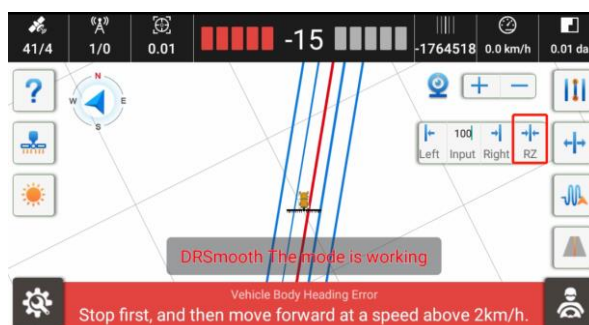 41/4
1/0
0.01
-15
-1764518
0.0 km/h
0.01 da
?
N
W
E
S
+ −
100
Left Input Right RZ
DRSmooth The mode is working
Vehicle Body Heading Error
Stop first, and then move forward at a speed above 2km/h.